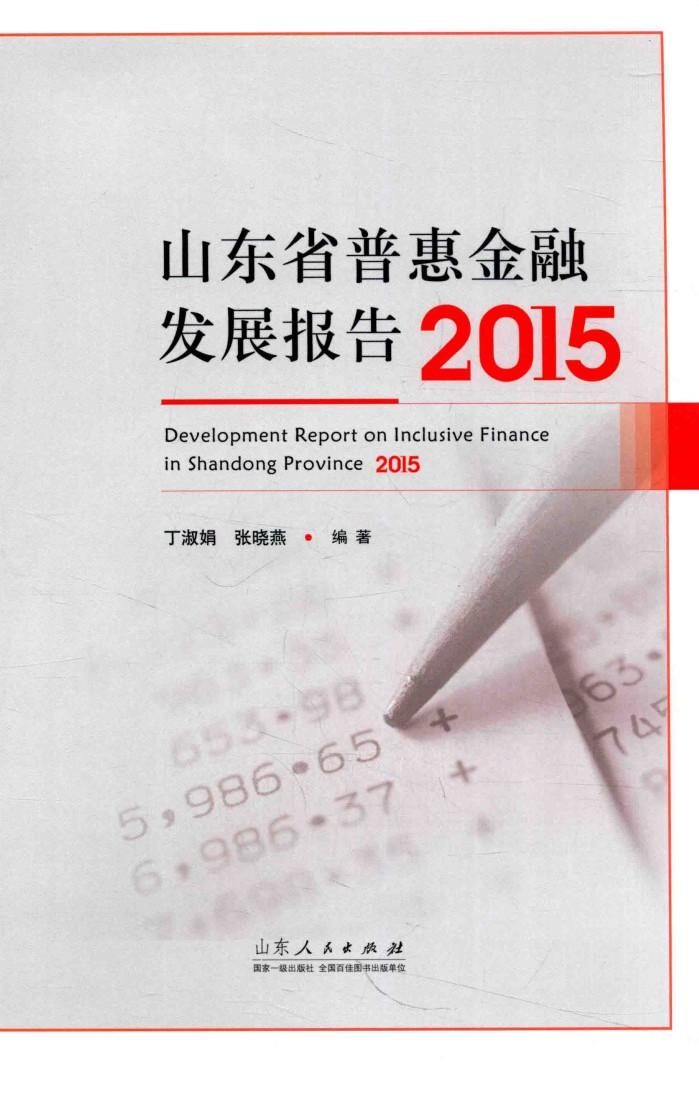 山东省普惠金融
发展报告 2015
Development Report on Inclusive Finance
in Shandong Province 2015
丁淑娟 张晓燕 • 编著
653•98
5,986•65 +
6,986•37 +
963•
745
山东人民出版社
国家一级出版社 全国百佳图书出版单位